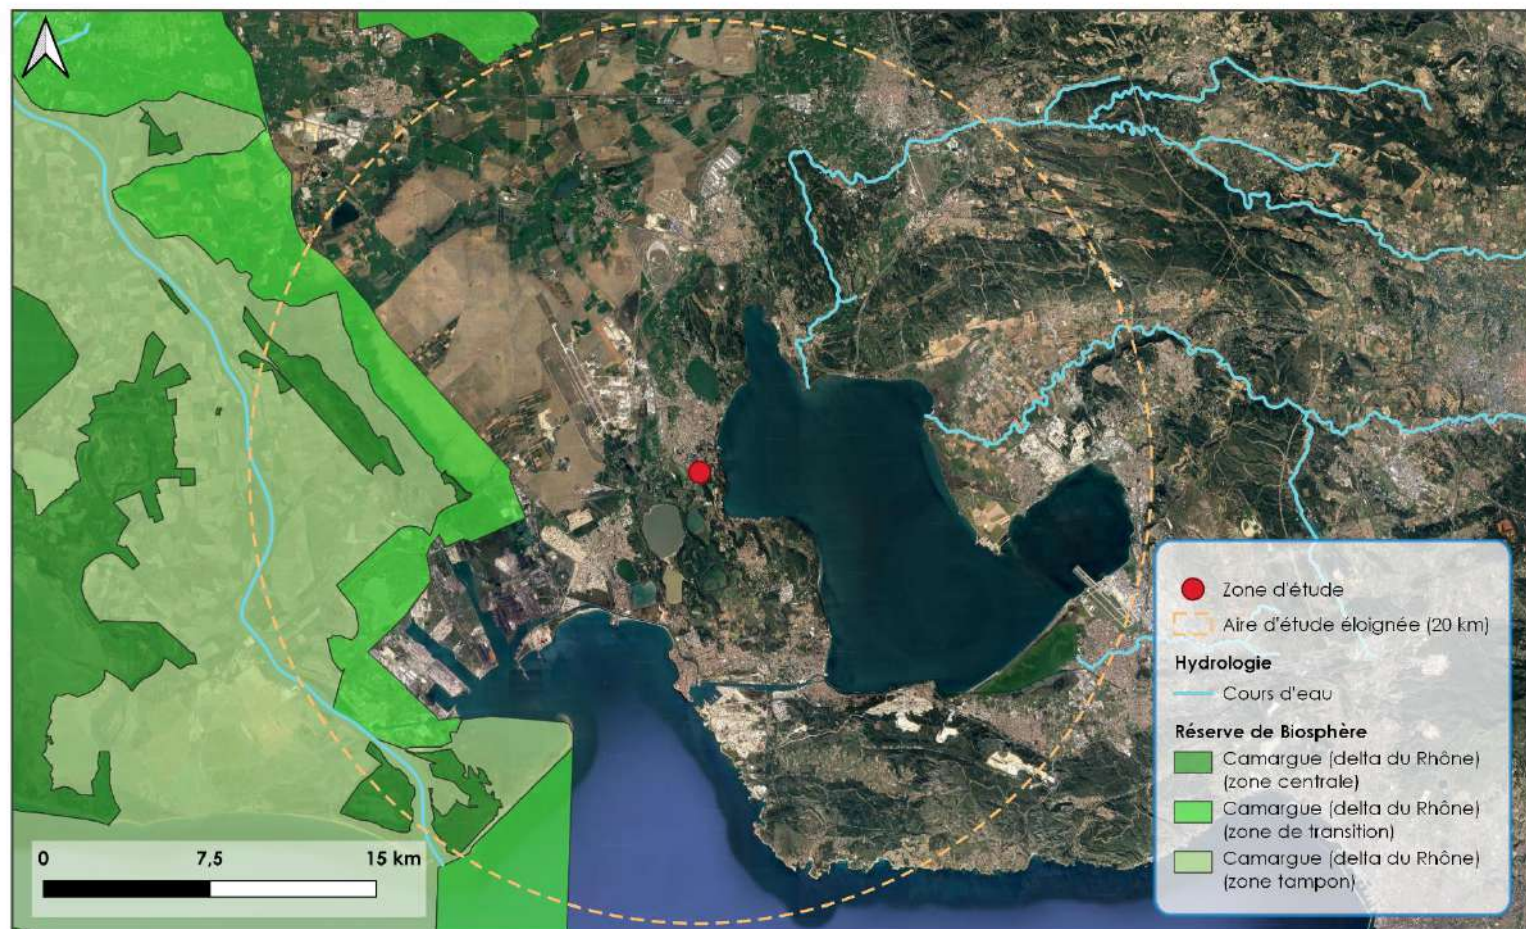 Zone d'étude
Aire d'étude éloignée (20 km)
Hydrologie
Cours d'eau
Réserve de Biosphère
Camargue (delta du Rhône)
(zone centrale)
Camargue (delta du Rhône)
(zone de transition)
Camargue (delta du Rhône)
(zone tampon)
0 7,5 15 km